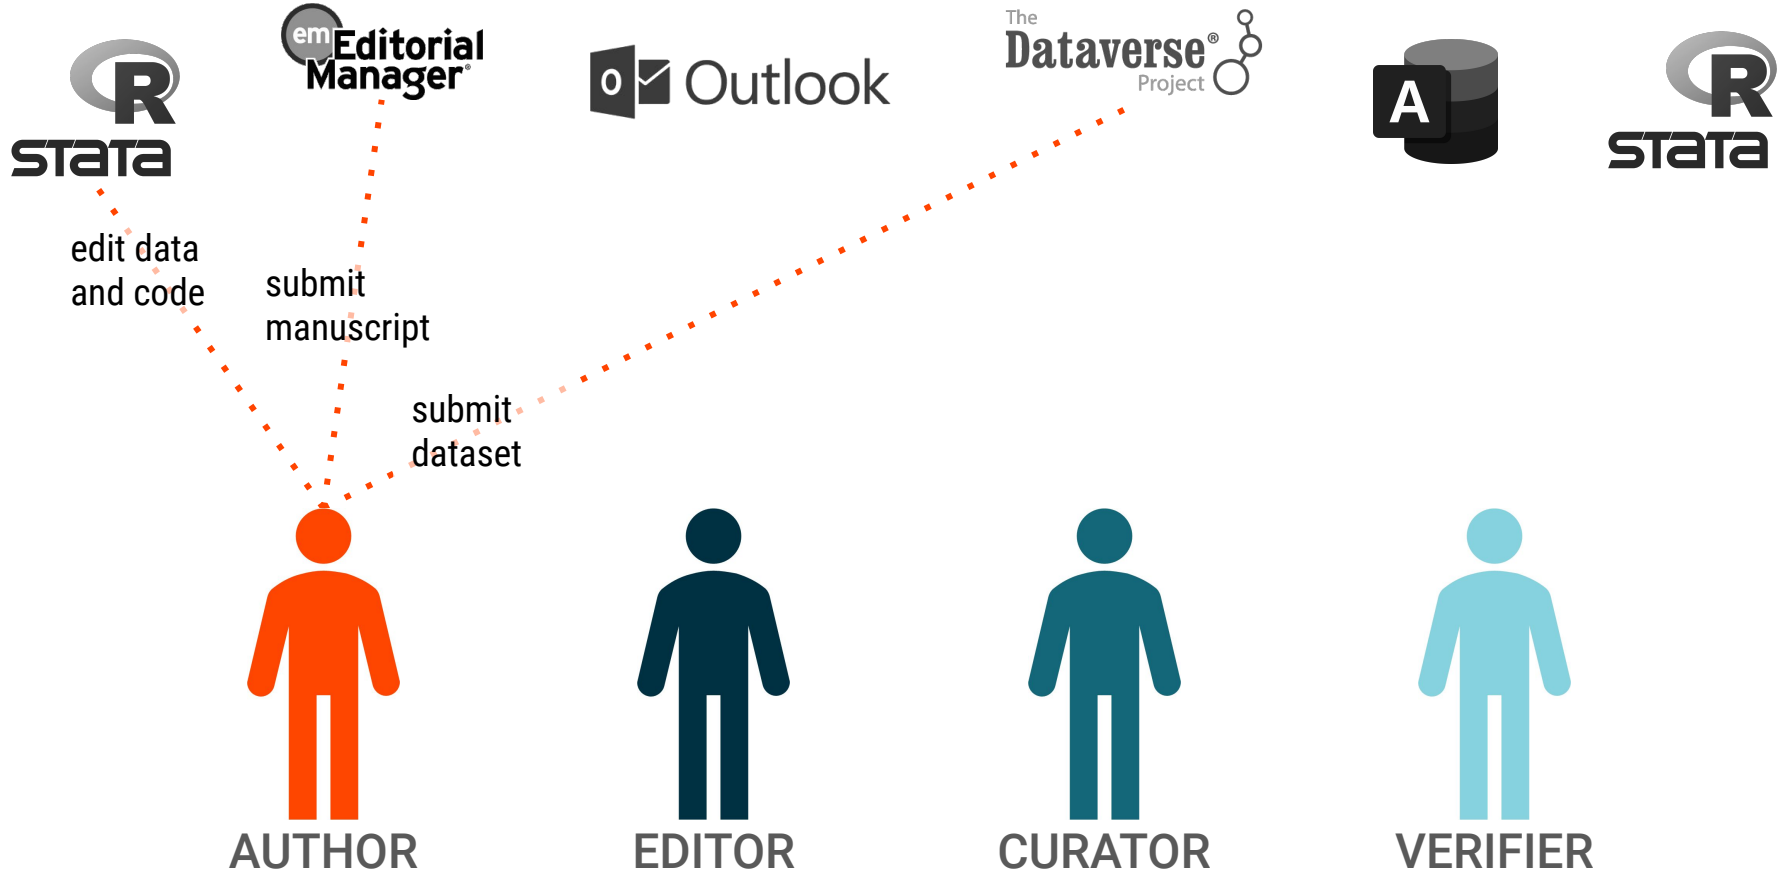 R
STATA
em Editorial
Manager®
O Outlook
The
Dataverse®
Project
A
R
STATA
edit data
and code
submit
manuscript
submit
dataset
AUTHOR
EDITOR
CURATOR
VERIFIER